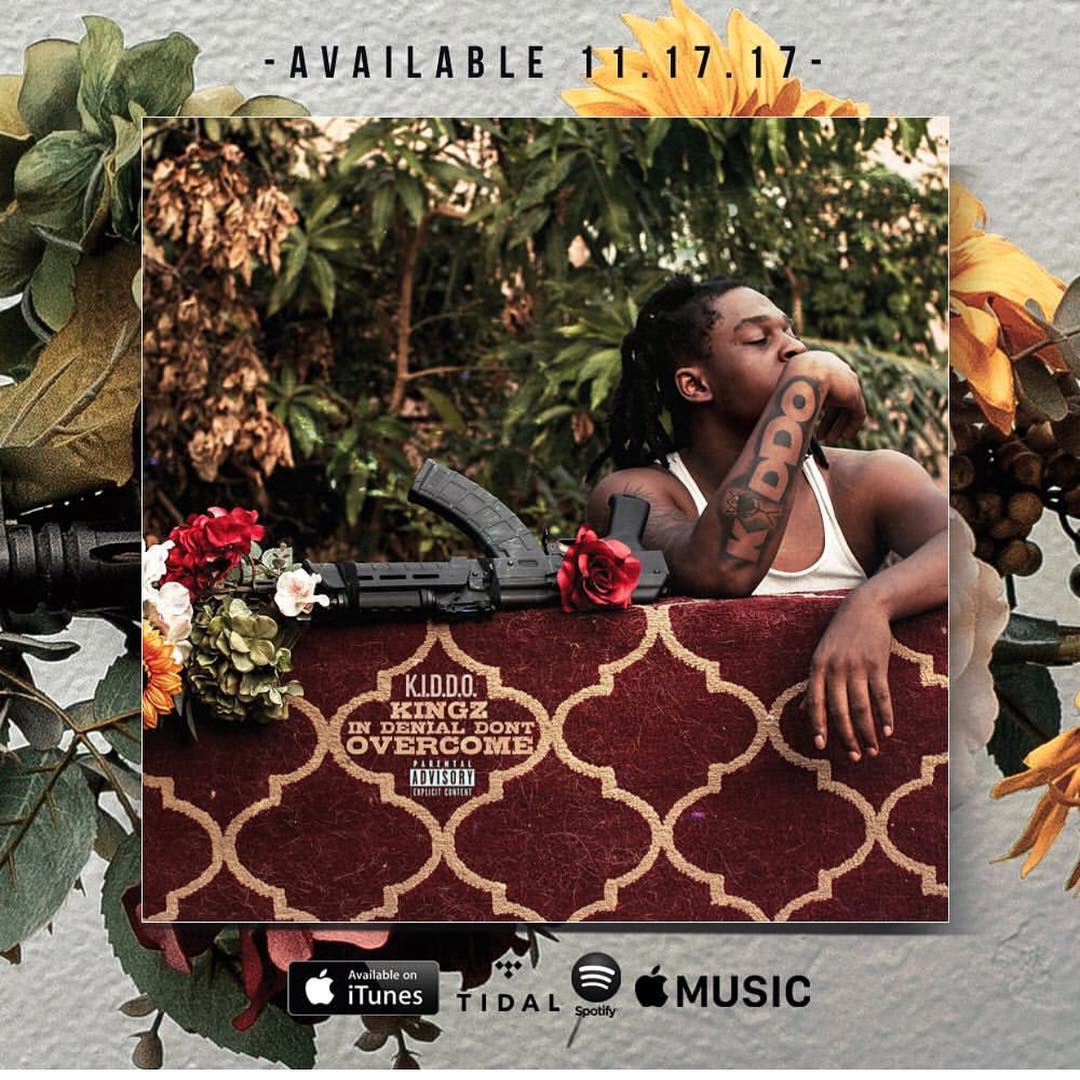 -AVAILABLE 11.17.17-
KIDDO
K.I.D.D.O.
KINGZ
IN DENIAL DONT
OVERCOME
PARENTAL
ADVISORY
EXPLICIT CONTENT
Available on
iTunes
TIDAL
Spotify
MUSIC